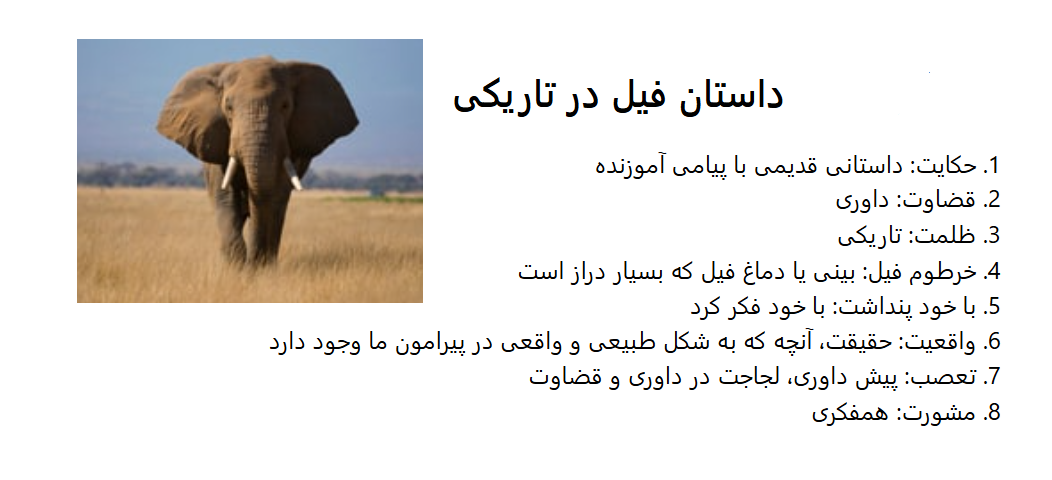 داستان فیل در تاریکی
1. حکایت: داستانی قدیمی با پیامی آموزنده
2. قضاوت: داوری
3. ظلمت: تاریکی
4. خرطوم فیل: بینی یا دماغ فیل که بسیار دراز است
5. با خود پنداشت: با خود فکر کرد
6. واقعیت: حقیقت، آنچه که به شکل طبیعی و واقعی در پیرامون ما وجود دارد
7. تعصب: پیش داوری، لجاجت در داوری و قضاوت
8. مشورت: همفکری